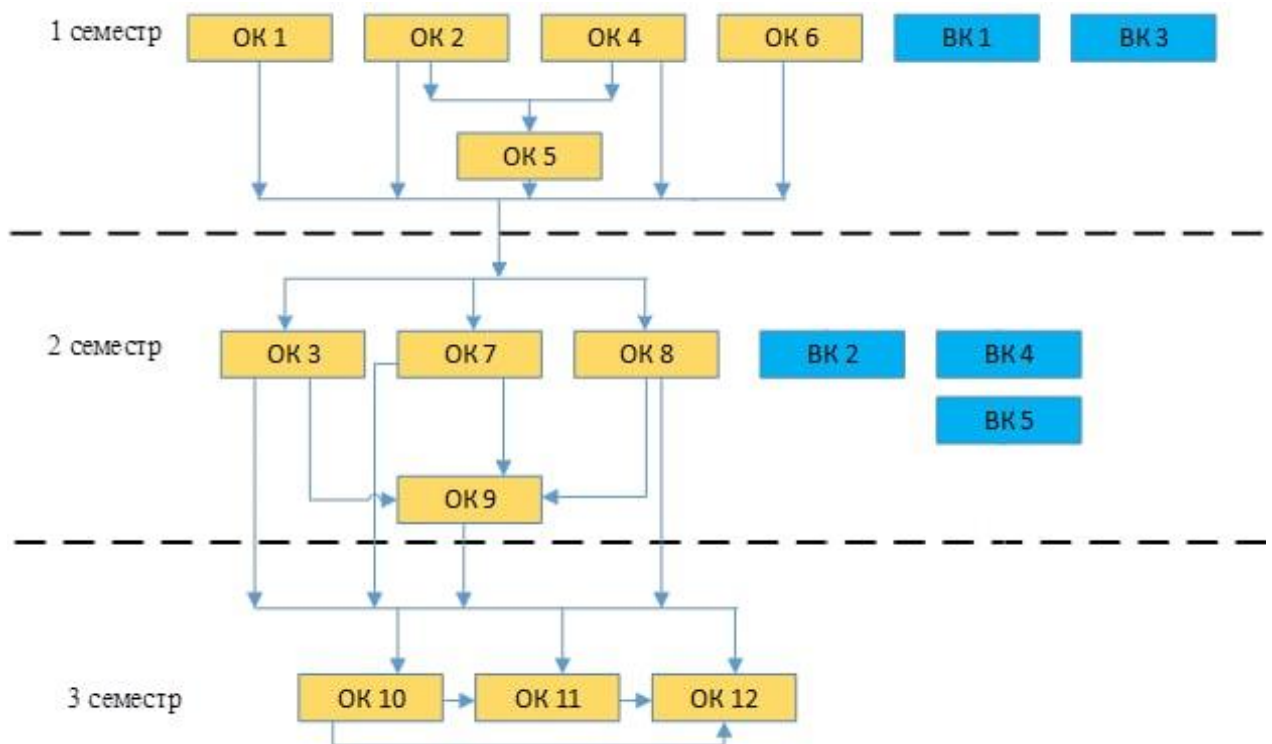 1 семестр ОК 1 ОК 2 ОК 4 ОК 6 ВК 1 ВК 3
ОК 5
2 семестр ОК 3 ОК 7 ОК 8 ВК 2 ВК 4
ВК 5
ОК 9
3 семестр ОК 10 ОК 11 ОК 12